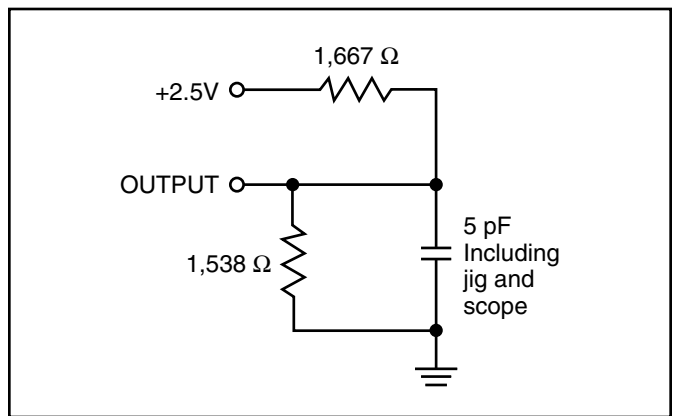 1,667 Ω
+2.5V
OUTPUT
1,538 Ω
5 pF
Including
jig and
scope